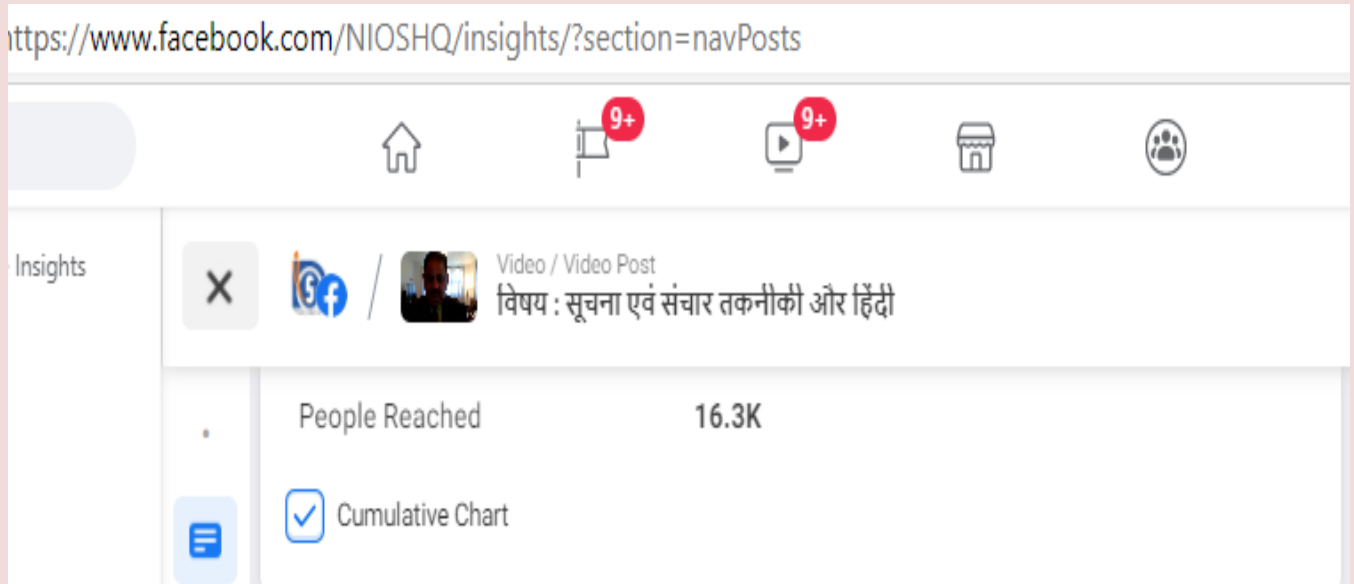 ttps://www.facebook.com/NIOSHQ/insights/?section=navPosts
9+ 9+
Insights
Video / Video Post
विषय : सूचना एवं संचार तकनीकी और हिंदी
People Reached 16.3K
Cumulative Chart